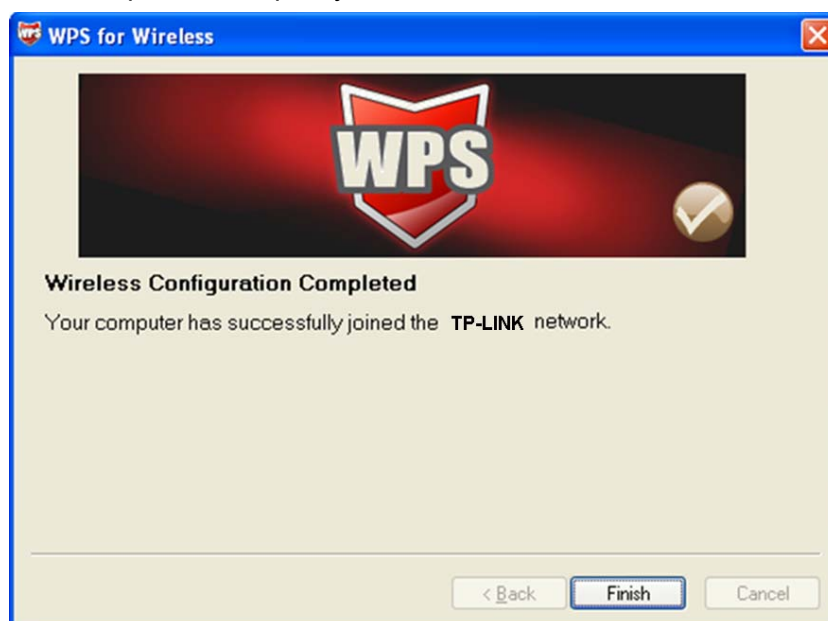 WPS for Wireless
WPS
Wireless Configuration Completed
Your computer has successfully joined the TP-LINK network.
< Back Finish Cancel